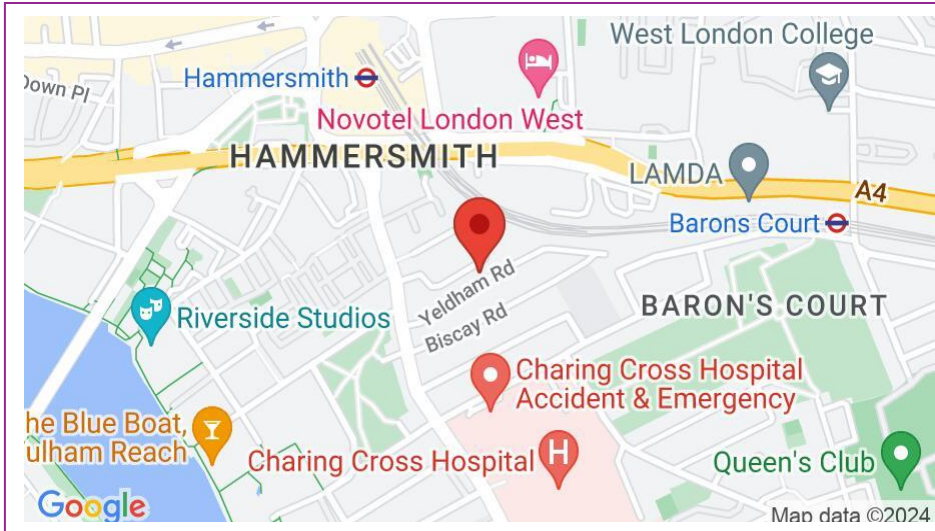 West London College
Down Pl
Hammersmith
Novotel London West
HAMMERSMITH
LAMDA
A4
Barons Court
Yeldham Rd
BARON'S COURT
Riverside Studios
Biscay Rd
Charing Cross Hospital
Accident & Emergency
he Blue Boat,
ulham Reach
Charing Cross Hospital
H
Queen's Club
Google
Map data ©2024